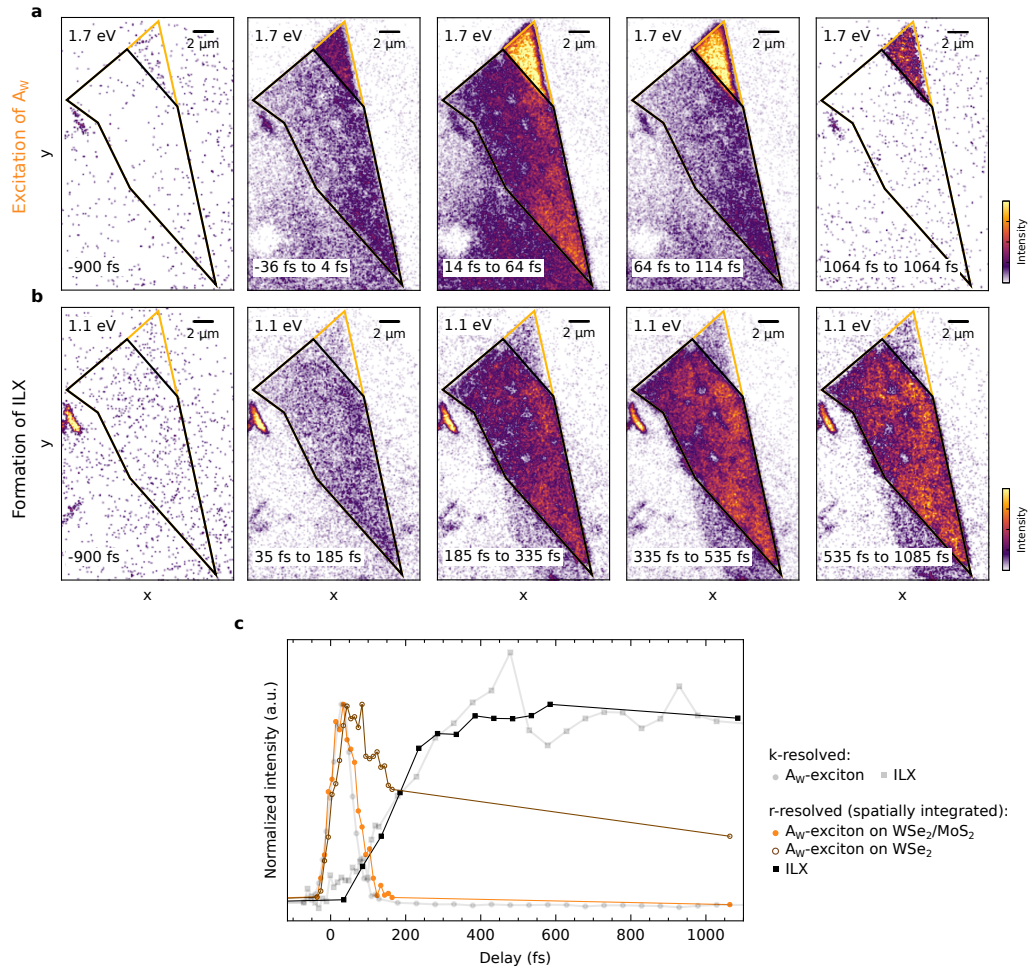 a
Excitation of A_W
y
1.7 eV
2 μm
-900 fs
1.7 eV
2 μm
-36 fs to 4 fs
1.7 eV
2 μm
14 fs to 64 fs
1.7 eV
2 μm
64 fs to 114 fs
1.7 eV
2 μm
1064 fs to 1064 fs
Intensity
b
Formation of ILX
y
1.1 eV
2 μm
-900 fs
1.1 eV
2 μm
35 fs to 185 fs
1.1 eV
2 μm
185 fs to 335 fs
1.1 eV
2 μm
335 fs to 535 fs
1.1 eV
2 μm
535 fs to 1085 fs
Intensity
x
x
x
x
x
c
Normalized intensity (a.u.)
0
200
400
600
800
1000
Delay (fs)
k-resolved:
A_W-exciton
ILX
r-resolved (spatially integrated):
A_W-exciton on WSe₂/MoS₂
A_W-exciton on WSe₂
ILX